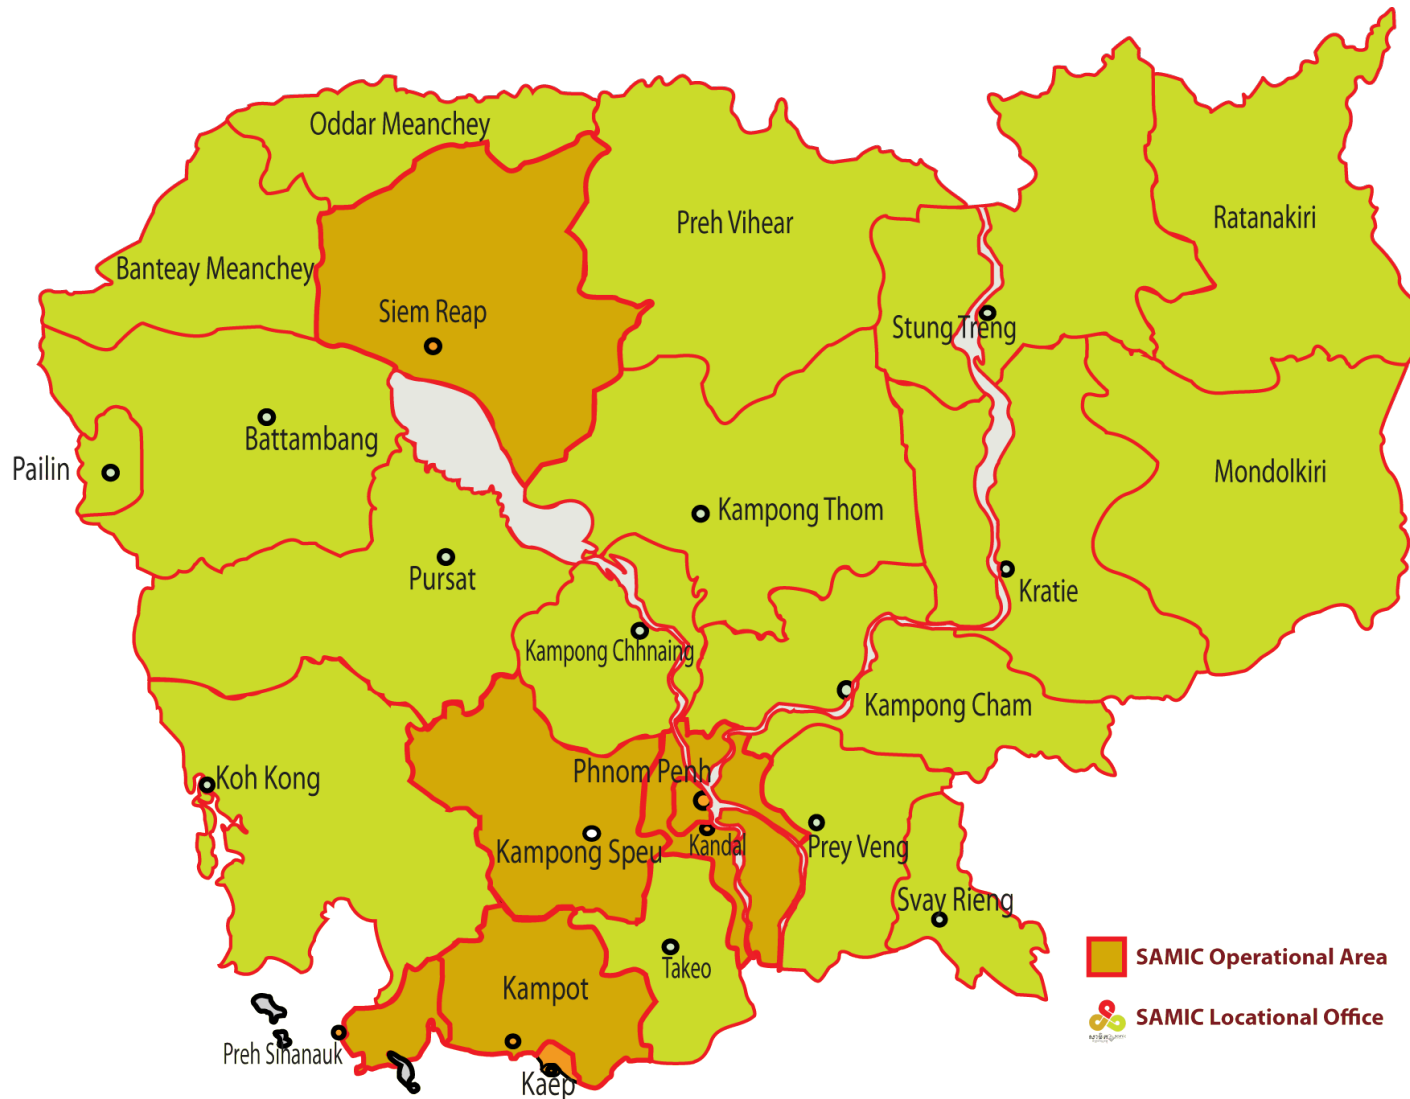 Oddar Meanchey
Preh Vihear
Ratanakiri
Banteay Meanchey
Siem Reap
Stung Treng
Battambang
Pailin
Mondolkiri
Kampong Thom
Pursat
Kratie
Kampong Chhnaing
Kampong Cham
Koh Kong
Phnom Penh
Kampong Speu
Kandal
Prey Veng
Svay Rieng
Takeo
Kampot
Preh Sihanauk
Kaep
SAMIC Operational Area
SAMIC Locational Office